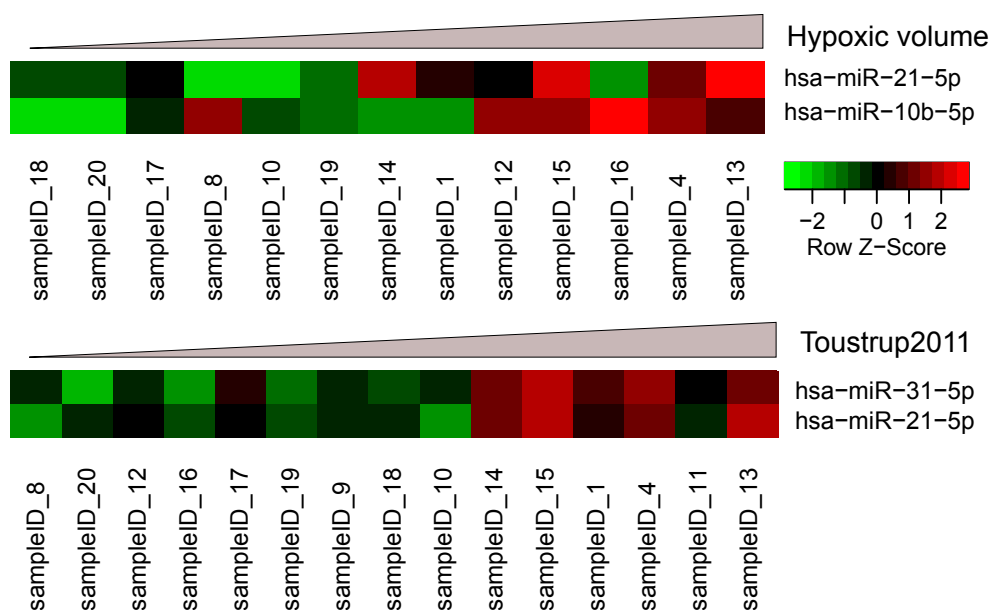 Hypoxic volume
hsa−miR−21−5p
hsa−miR−10b−5p
sampleID_18
sampleID_20
sampleID_17
sampleID_8
sampleID_10
sampleID_19
sampleID_14
sampleID_1
sampleID_12
sampleID_15
sampleID_16
sampleID_4
sampleID_13
−2 0 1 2
Row Z−Score
Toustrup2011
hsa−miR−31−5p
hsa−miR−21−5p
sampleID_8
sampleID_20
sampleID_12
sampleID_16
sampleID_17
sampleID_19
sampleID_9
sampleID_18
sampleID_10
sampleID_14
sampleID_15
sampleID_1
sampleID_4
sampleID_11
sampleID_13